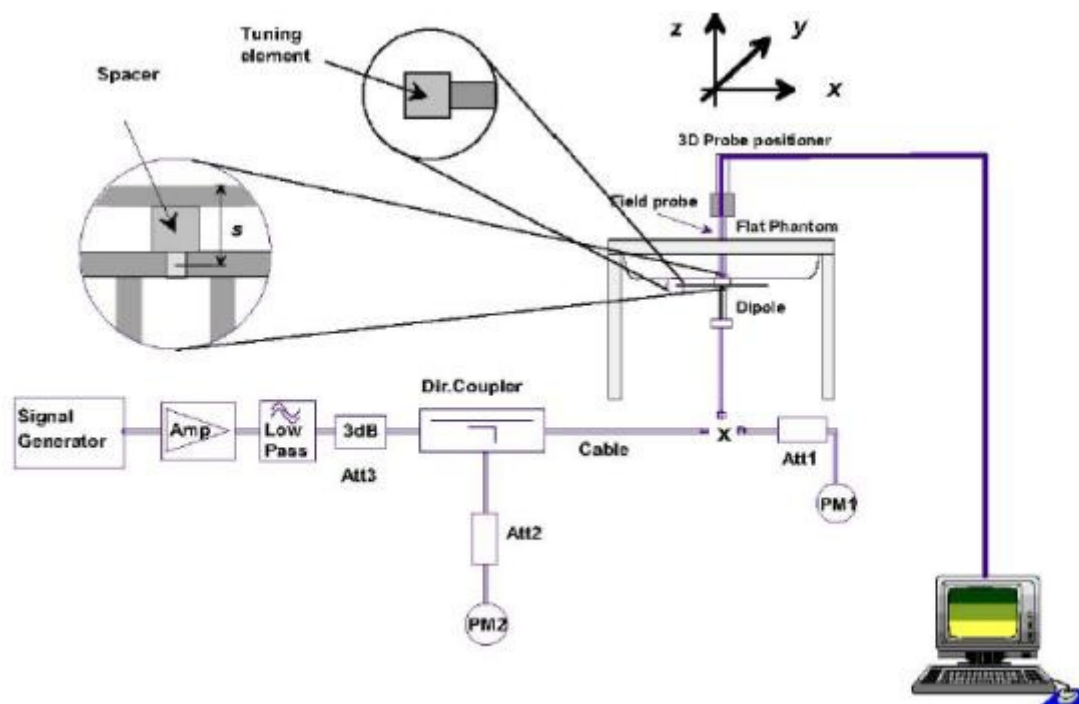 Tuning
element
Spacer
s
z
y
x
3D Probe positioner
Field probe
Flat Phantom
Dipole
Dir.Coupler
Signal
Generator
Amp
Low
Pass
3dB
Att3
Cable
x
Att1
PM1
Att2
PM2